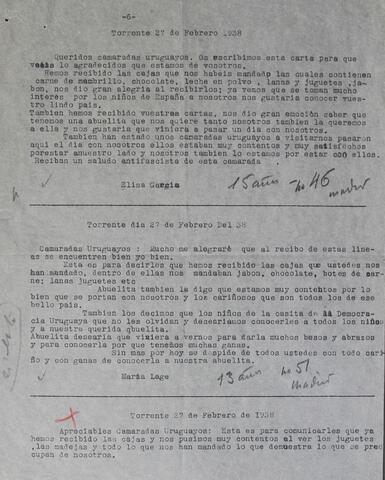 -6-
Torrente 27 de Febrero 1938
Queridos camaradas uruguayos. Os escribimos esta carta para que
veáis lo agradecidos que estamos de vosotros.
Hemos recibido las cajas que nos habéis mandado las cuales contienen
carne de membrillo, chocolate, leche en polvo , lanas y juguetes ,ja-
bon, nos dio gran alegria al recibirlos; ya vemos que se toman mucho
interes por los niños de España a nosotros nos gustaria conocer vues-
tro lindo pais.
Tambien hemos recibido vuestras cartas, nos dio gran emoción saber que
tenemos una abuelita que nos quiere tanto nosotros tambien la queremos
a ella y nos gustaria que viniera a pasar un dia con nosotros.
Tambien han estado unos camaradas uruguayos a visitarnos pasaron
aqui el dia con nosotros ellos estaban muy contentos y muy satisfechos
porestar amuestro lado y nosotros tambien lo estamos por estar con ellos.
Reciban un saludo antifascista de esta camarada
Elisa Garcia
15 años - no 46
madrid
Torrente dia 27 de Febrero Del 38
Camaradas Uruguayos : Mucho me alegraré que al recibo de estas line-
as se encuentren bien yo bien.
Esta es para decirlos que hemos recibido las cajas que ustedes nos
han mandado, dentro de ellas nos mandaban jabon, chocolate, botes de car-
ne; lanas juguetes etc
Abuelita tambien la digo que estamos muy contentos por lo
bien que se portan con nosotros y los cariñosos que son todos los de ese
bello pais.
Tambien los decimos que los niños de la casita de la Democra-
cia Uruguaya que no les olvidan y deseariamos conocerles a todos los niños
y a nuestra querida abuelita.
Abuelita desearia que viniera a vernos para darla muchos besos y abrazos
y para conocerla por que tenemos muchas ganas.
Sin mas por hoy se despide de todos ustedes con todo cari-
ño y con ganas de conocerla a nuestra abuelita.
Maria Lage
13 años no 51
madrid
Torrente 27 de Febrero de 1938
Apreciables Camaradas Uruguayos: Esta es para comunicarles que ya
hemos recibido las cajas y nos pusimos muy contentos al ver los juguetes
,las madejas y todo lo que nos han mandado lo que demuestra lo que se preo
cupan de nosotros.